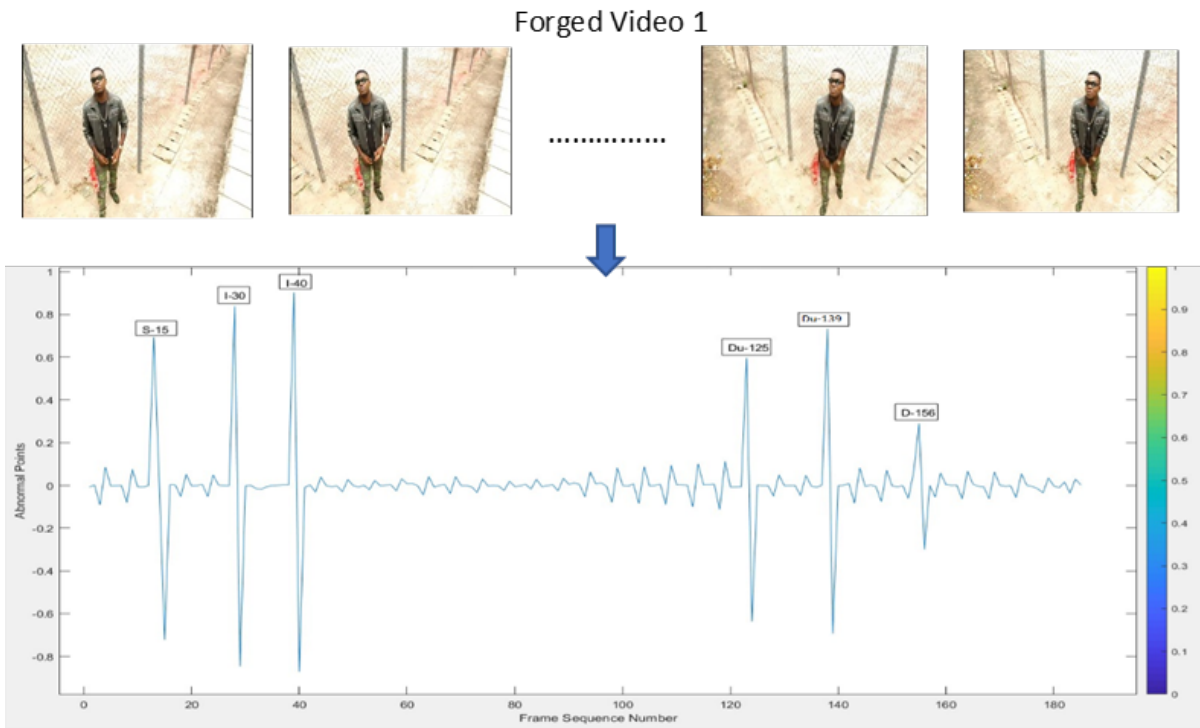 Forged Video 1
...............
1
0.8
0.6
0.4
0.2
0
-0.2
-0.4
-0.6
-0.8
Abnormal Points
S-15
I-30
I-40
Du-125
Du-139
D-156
0 20 40 60 80 100 120 140 160 180
Frame Sequence Number
0.9
0.8
0.7
0.6
0.5
0.4
0.3
0.2
0.1
0